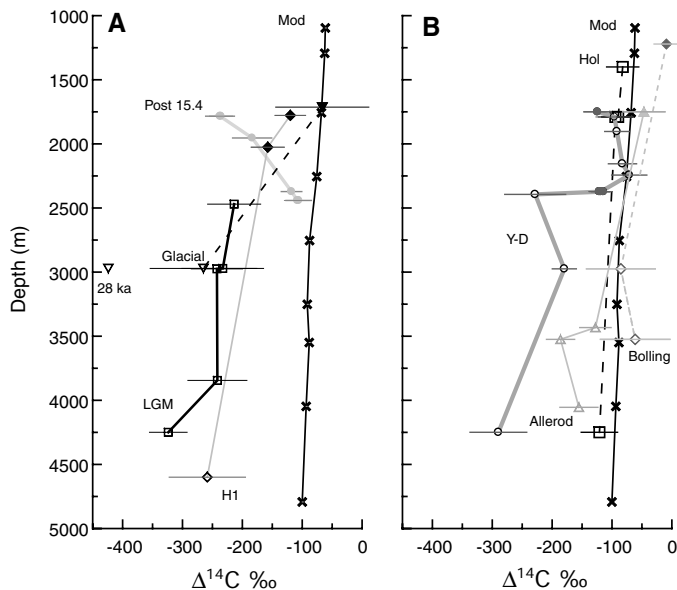 A
B
Mod
Mod
Hol
Post 15.4
Y-D
Glacial
28 ka
Bolling
LGM
Allerod
H1
Depth (m)
1000
1500
2000
2500
3000
3500
4000
4500
5000
-400 -300 -200 -100 0
-400 -300 -200 -100 0
Δ¹⁴C ‰
Δ¹⁴C ‰